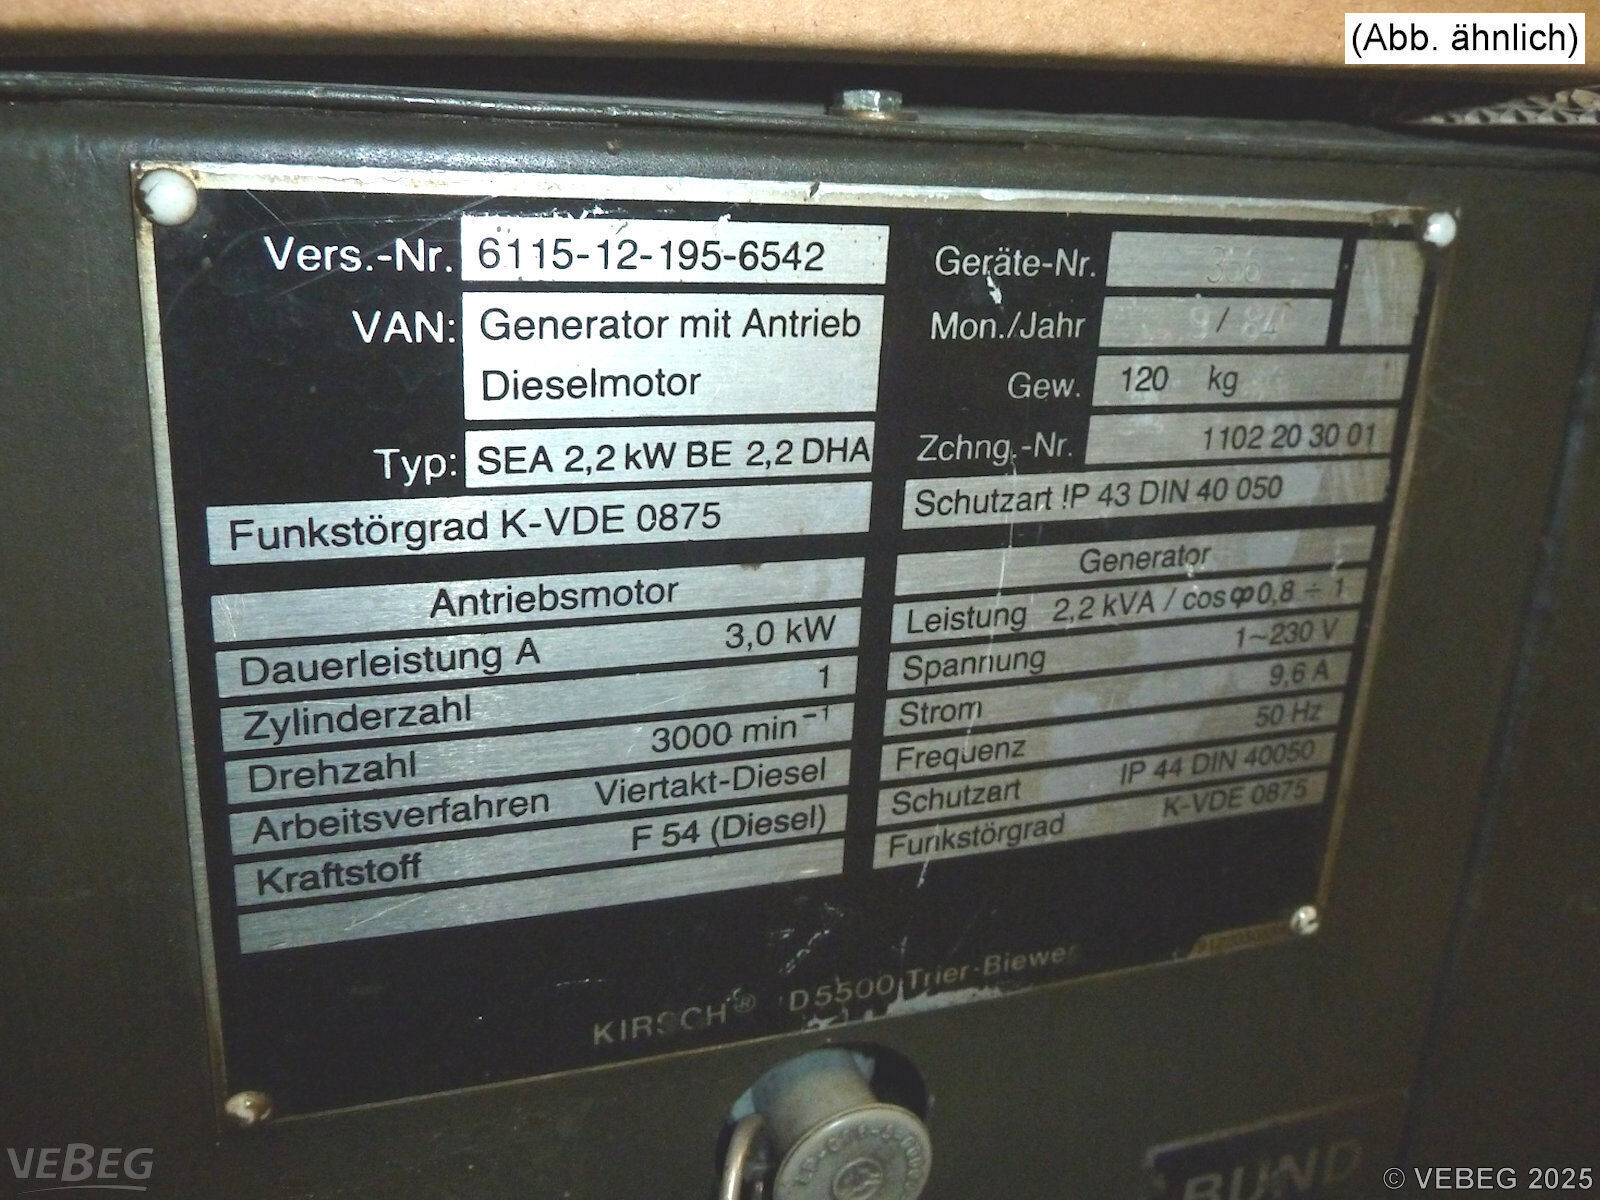 (Abb. ähnlich)
Vers.-Nr. 6115-12-195-6542
VAN: Generator mit Antrieb
Dieselmotor
Typ: SEA 2,2 kW BE 2,2 DHA
Funkstörgrad K-VDE 0875
Antriebsmotor
Dauerleistung A 3,0 kW
Zylinderzahl 1
Drehzahl 3000 min⁻¹
Arbeitsverfahren Viertakt-Diesel
Kraftstoff F 54 (Diesel)
Geräte-Nr. 356
Mon./Jahr 9 / 84
Gew. 120 kg
Zchng.-Nr. 1102 20 30 01
Schutzart IP 43 DIN 40 050
Generator
Leistung 2,2 kVA / cos φ 0,8 ÷ 1
Spannung 1~230 V
Strom 9,6 A
Frequenz 50 Hz
Schutzart IP 44 DIN 40050
Funkstörgrad K-VDE 0875
KIRSCH® D5500 Trier-Biewer
BUND
VEBEG
© VEBEG 2025